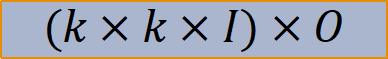 (k × k × I) × O